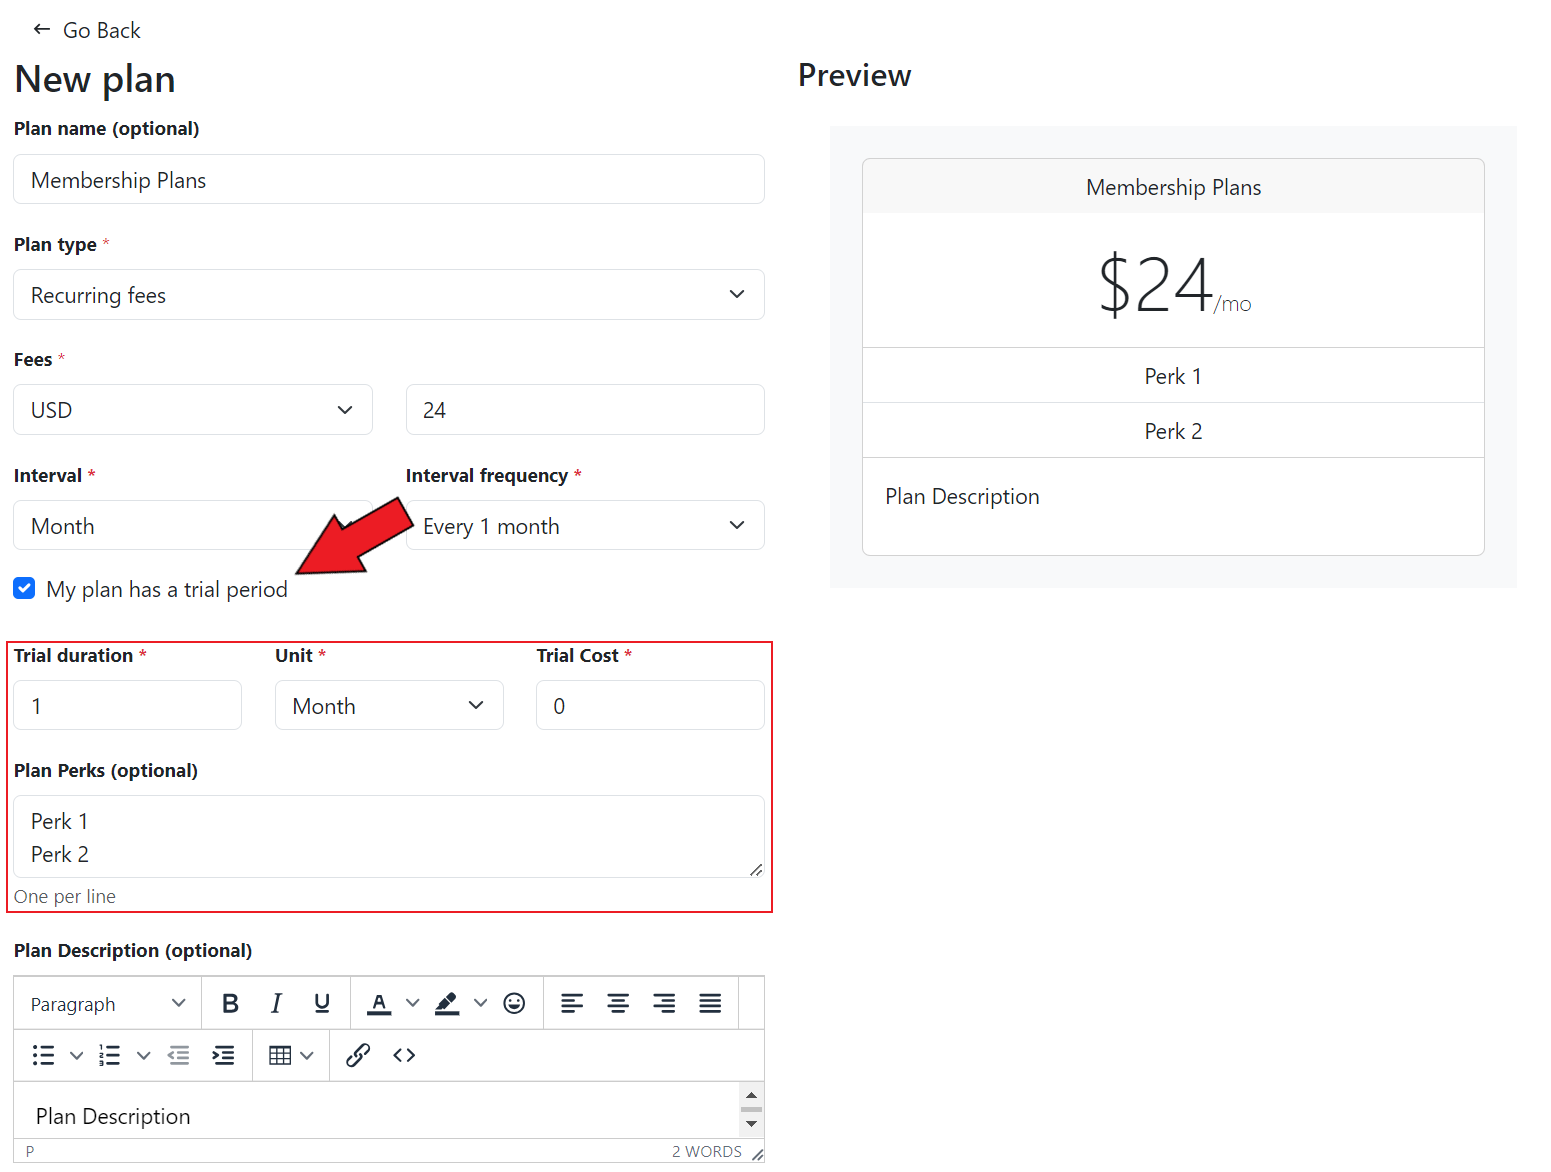 Go Back
New plan
Plan name (optional)
Membership Plans
Plan type *
Recurring fees
Fees *
USD
24
Interval *
Interval frequency *
Month
Every 1 month
My plan has a trial period
Trial duration *
Unit *
Trial Cost *
1
Month
0
Plan Perks (optional)
Perk 1
Perk 2
One per line
Plan Description (optional)
Paragraph
B I U A
Plan Description
P
2 WORDS
Preview
Membership Plans
$24/mo
Perk 1
Perk 2
Plan Description